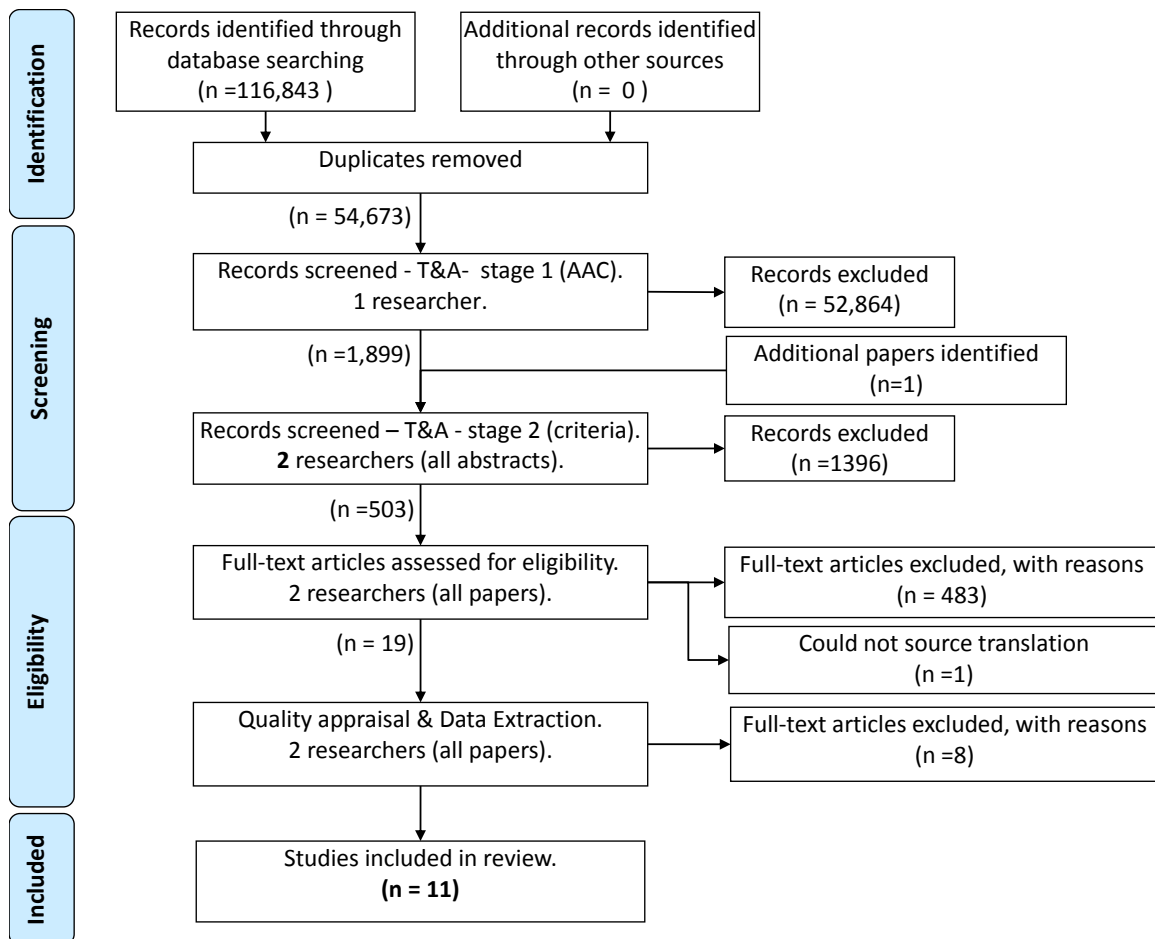 Identification
Records identified through
database searching
(n =116,843 )
Additional records identified
through other sources
(n =  0 )
Duplicates removed
(n = 54,673)
Screening
Records screened - T&A-  stage 1 (AAC).
1 researcher.
Records excluded
(n = 52,864)
(n =1,899)
Additional papers identified
(n=1)
Records screened – T&A - stage 2 (criteria).
2 researchers (all abstracts).
Records excluded
(n =1396)
(n =503)
Eligibility
Full-text articles assessed for eligibility.
2 researchers (all papers).
Full-text articles excluded, with reasons
(n = 483)
(n = 19)
Could not source translation
(n =1)
Quality appraisal & Data Extraction.
2 researchers (all papers).
Full-text articles excluded, with reasons
(n =8)
Included
Studies included in review.
(n = 11)